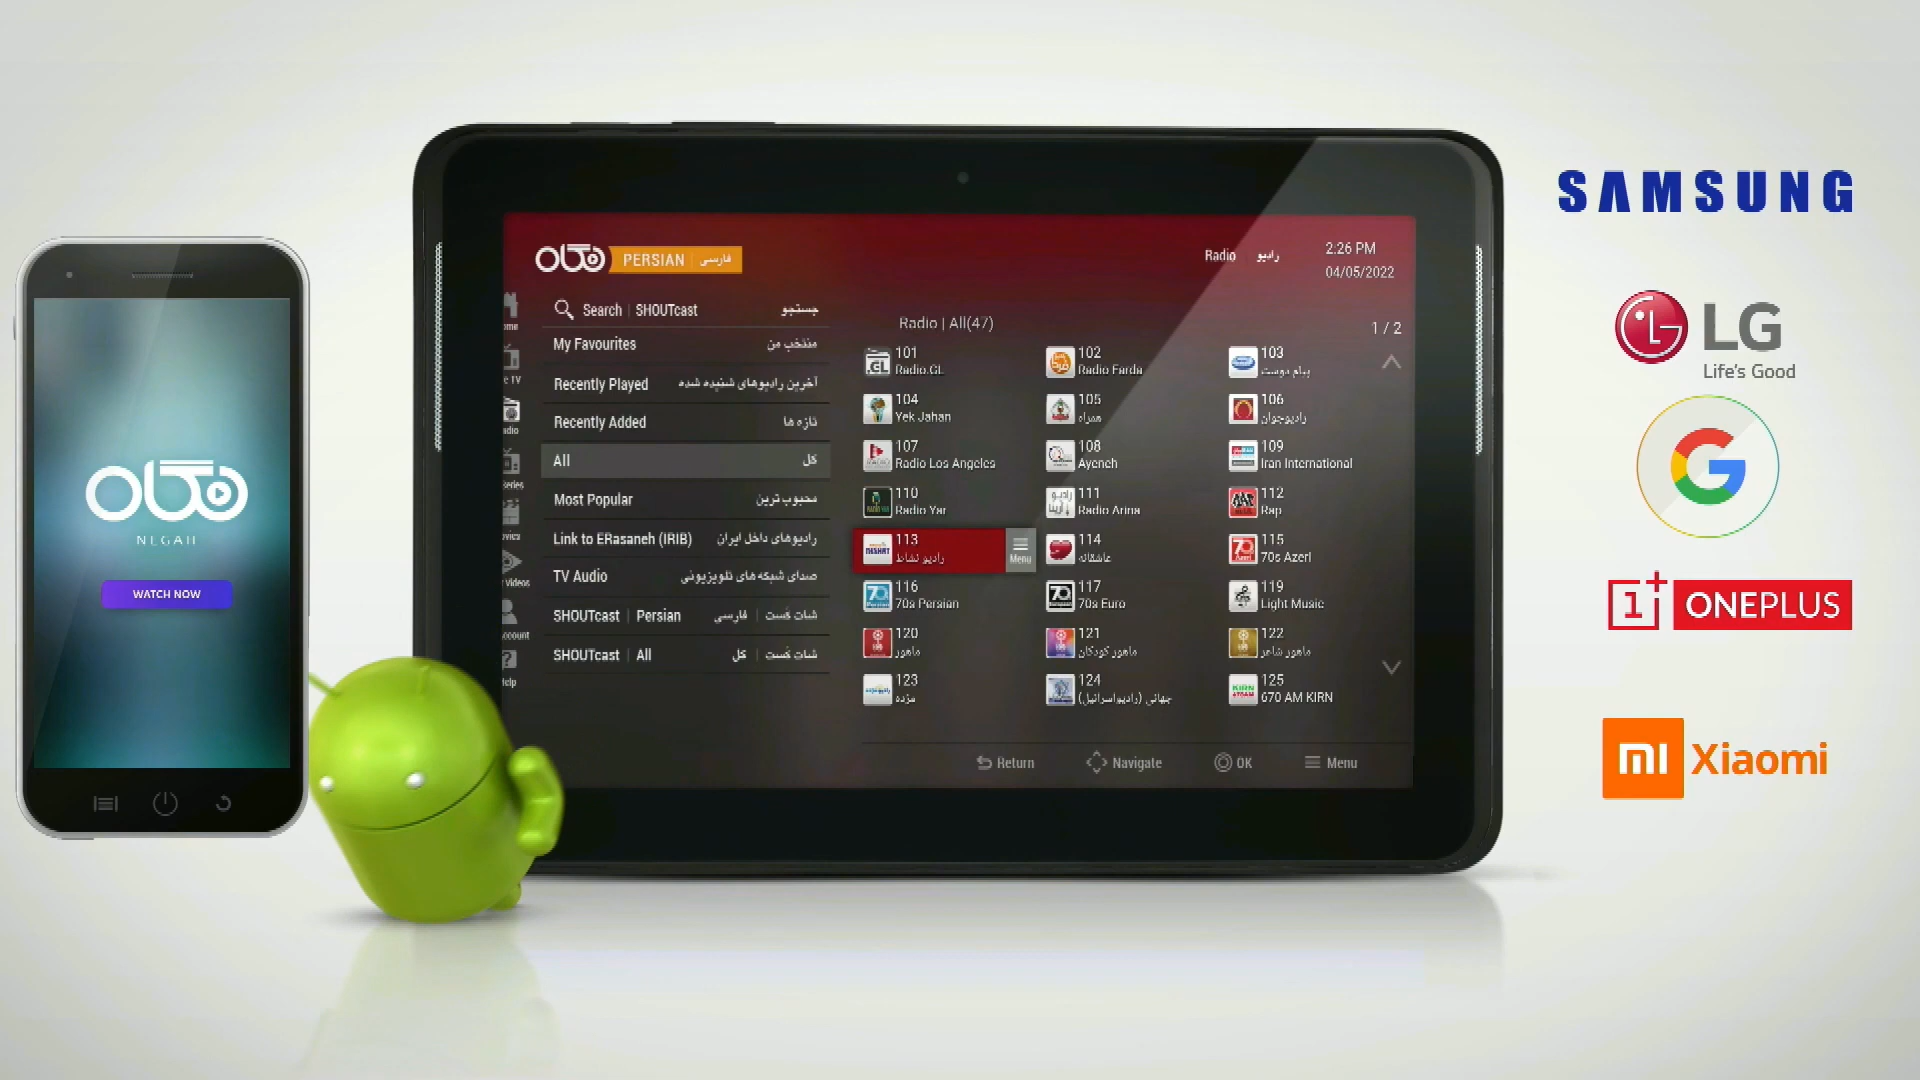 نگاه
NEGAH
WATCH NOW
نگاه PERSIAN | فارسی
Radio رادیو
2:26 PM
04/05/2022
Search | SHOUTcast جستجو
My Favourites منتخب من
Recently Played آخرین رادیوهای شنیده شده
Recently Added تازه ها
All کل
Most Popular محبوب ترین
Link to ERasaneh (IRIB) رادیوهای داخل ایران
TV Audio صدای شبکه های تلویزیونی
SHOUTcast | Persian شات کست | فارسی
SHOUTcast | All شات کست | کل
Radio | All(47)
1 / 2
101 Radio.GL
102 Radio Farda
103 پیام دوست
104 Yek Jahan
105 همراه
106 رادیوجوان
107 Radio Los Angeles
108 Ayeneh
109 Iran International
110 Radio Yar
111 Radio Arina
112 Rap
113 رادیو نشاط
Menu
114 عاشقانه
115 70s Azeri
116 70s Persian
117 70s Euro
119 Light Music
120 ماهور
121 ماهور کودکان
122 ماهور شاعر
123 مژده
124 جهانی (رادیواسرائیل)
125 670 AM KIRN
Return
Navigate
OK
Menu
SAMSUNG
LG
Life's Good
G
1+ ONEPLUS
MI Xiaomi